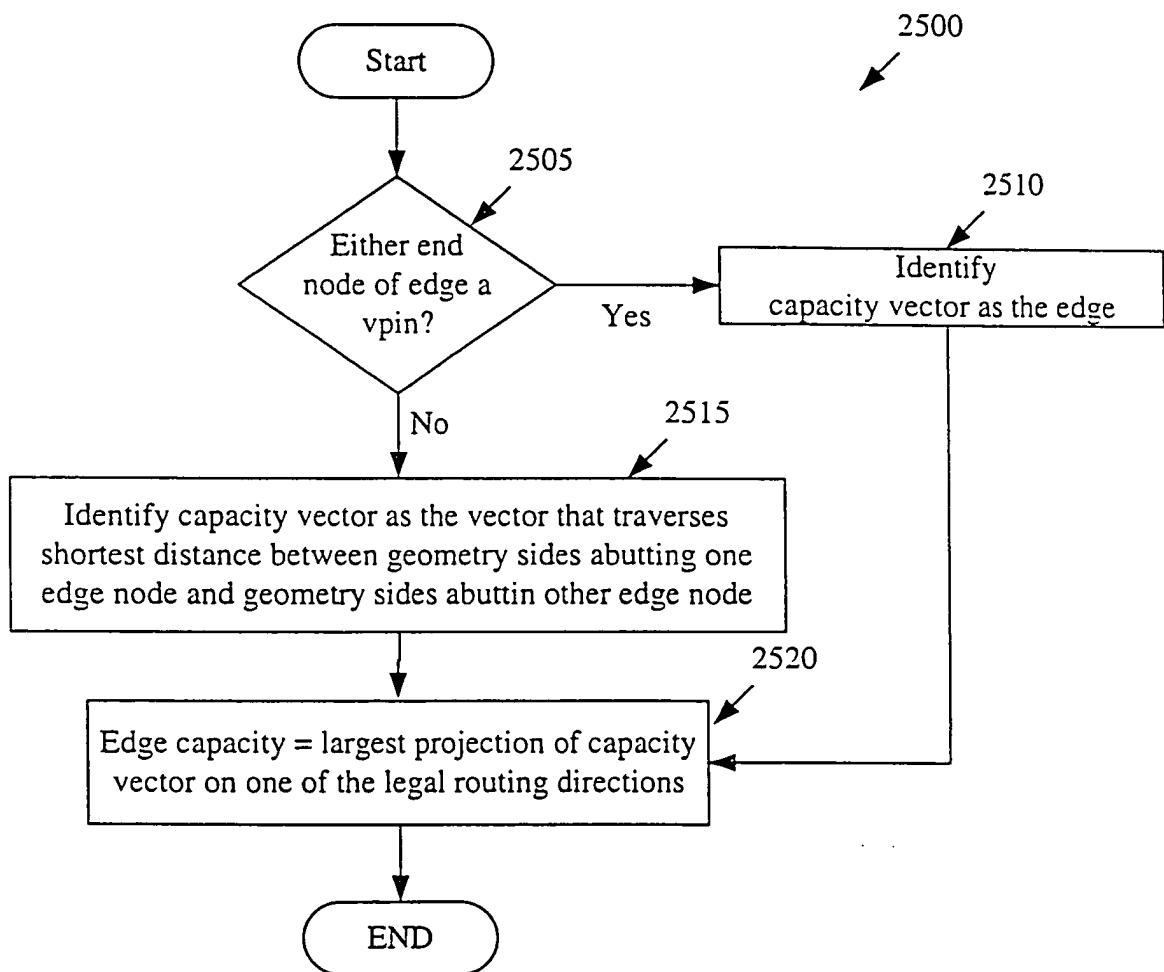 2500
Start
2505
Either end
node of edge a
vpin?
Yes
2510
Identify
capacity vector as the edge
No
2515
Identify capacity vector as the vector that traverses
shortest distance between geometry sides abutting one
edge node and geometry sides abuttin other edge node
2520
Edge capacity = largest projection of capacity
vector on one of the legal routing directions
END